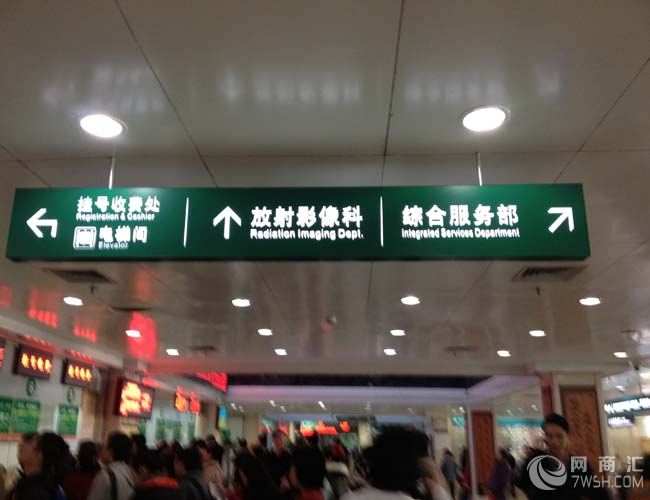 挂号收费处
Registration & Cashier
电梯间
Elevator
放射影像科
Radiation Imaging Dept.
综合服务部
Integrated Services Department
网商汇
7WSH.COM